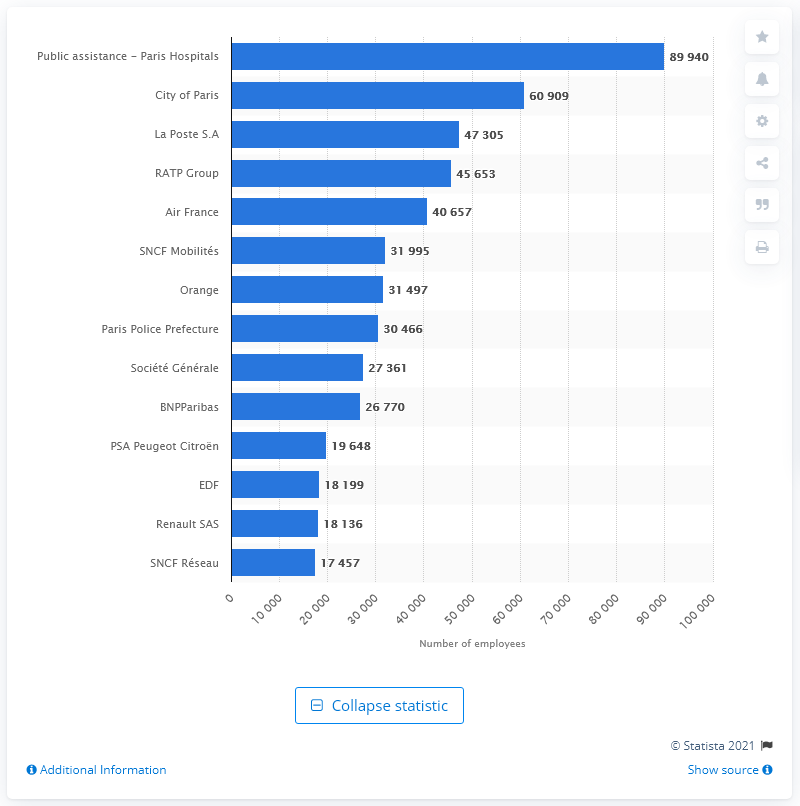 Public assistance – Paris Hospitals 89 940
City of Paris 60 909
La Poste S.A 47 305
RATP Group 45 653
Air France 40 657
SNCF Mobilités 31 995
Orange 31 497
Paris Police Prefecture 30 466
Société Générale 27 361
BNPParibas 26 770
PSA Peugeot Citroën 19 648
EDF 18 199
Renault SAS 18 136
SNCF Réseau 17 457
0 10 000 20 000 30 000 40 000 50 000 60 000 70 000 80 000 90 000 100 000
Number of employees
Collapse statistic
© Statista 2021
Additional Information Show source